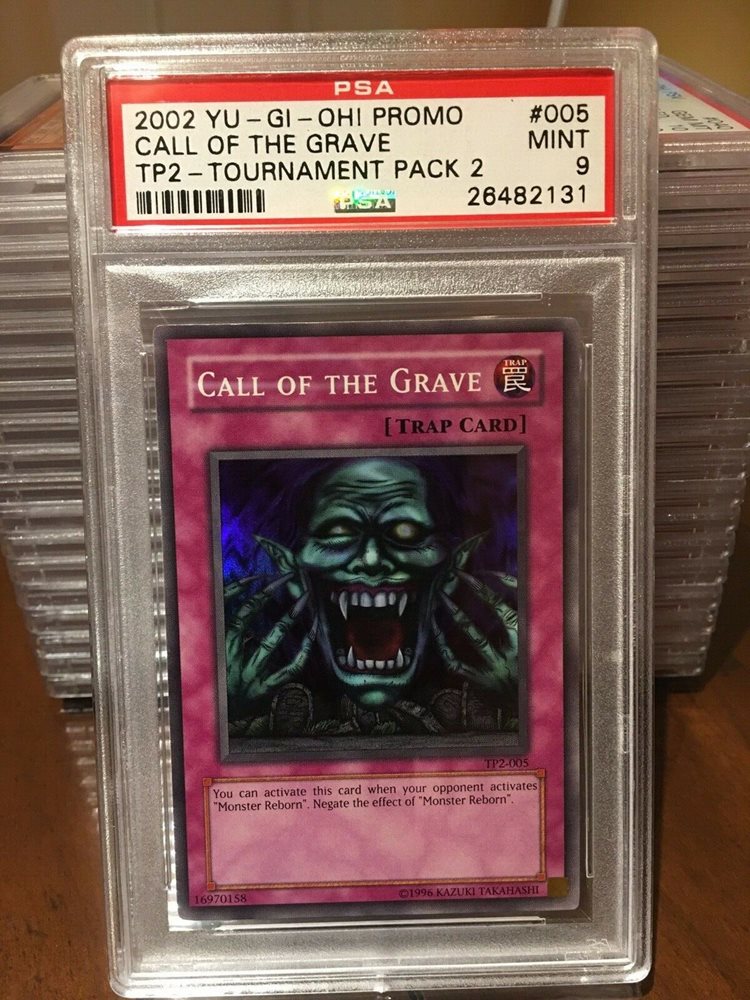 PSA
2002 YU-GI-OH! PROMO #005
CALL OF THE GRAVE MINT
TP2-TOURNAMENT PACK 2 9
PSA
26482131
CALL OF THE GRAVE
TRAP
罠
[TRAP CARD]
TP2-005
You can activate this card when your opponent activates
"Monster Reborn". Negate the effect of "Monster Reborn".
16970158
©1996 KAZUKI TAKAHASHI